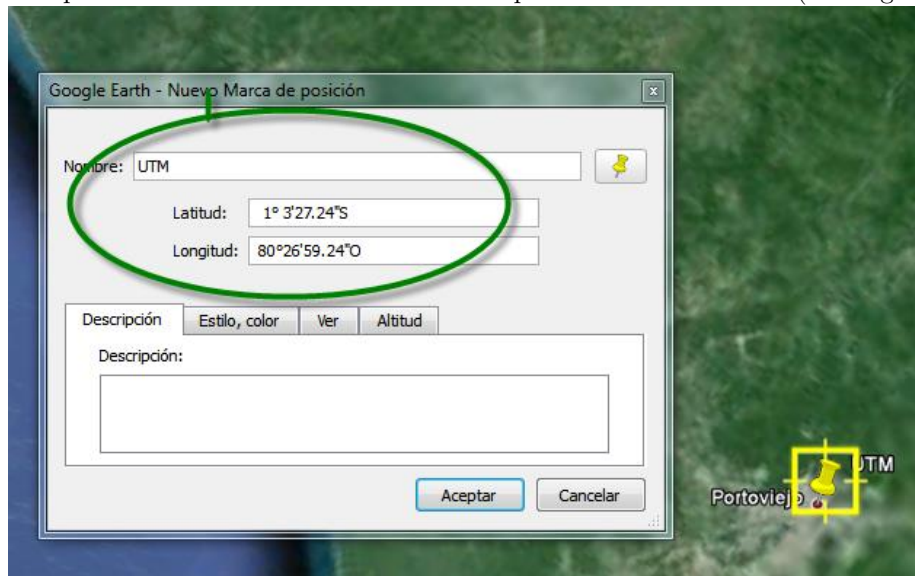 Google Earth - Nuevo Marca de posición
Nombre: UTM
Latitud: 1° 3'27.24"S
Longitud: 80°26'59.24"O
Descripción Estilo, color Ver Altitud
Descripción:
Aceptar Cancelar
UTM
Portoviejo